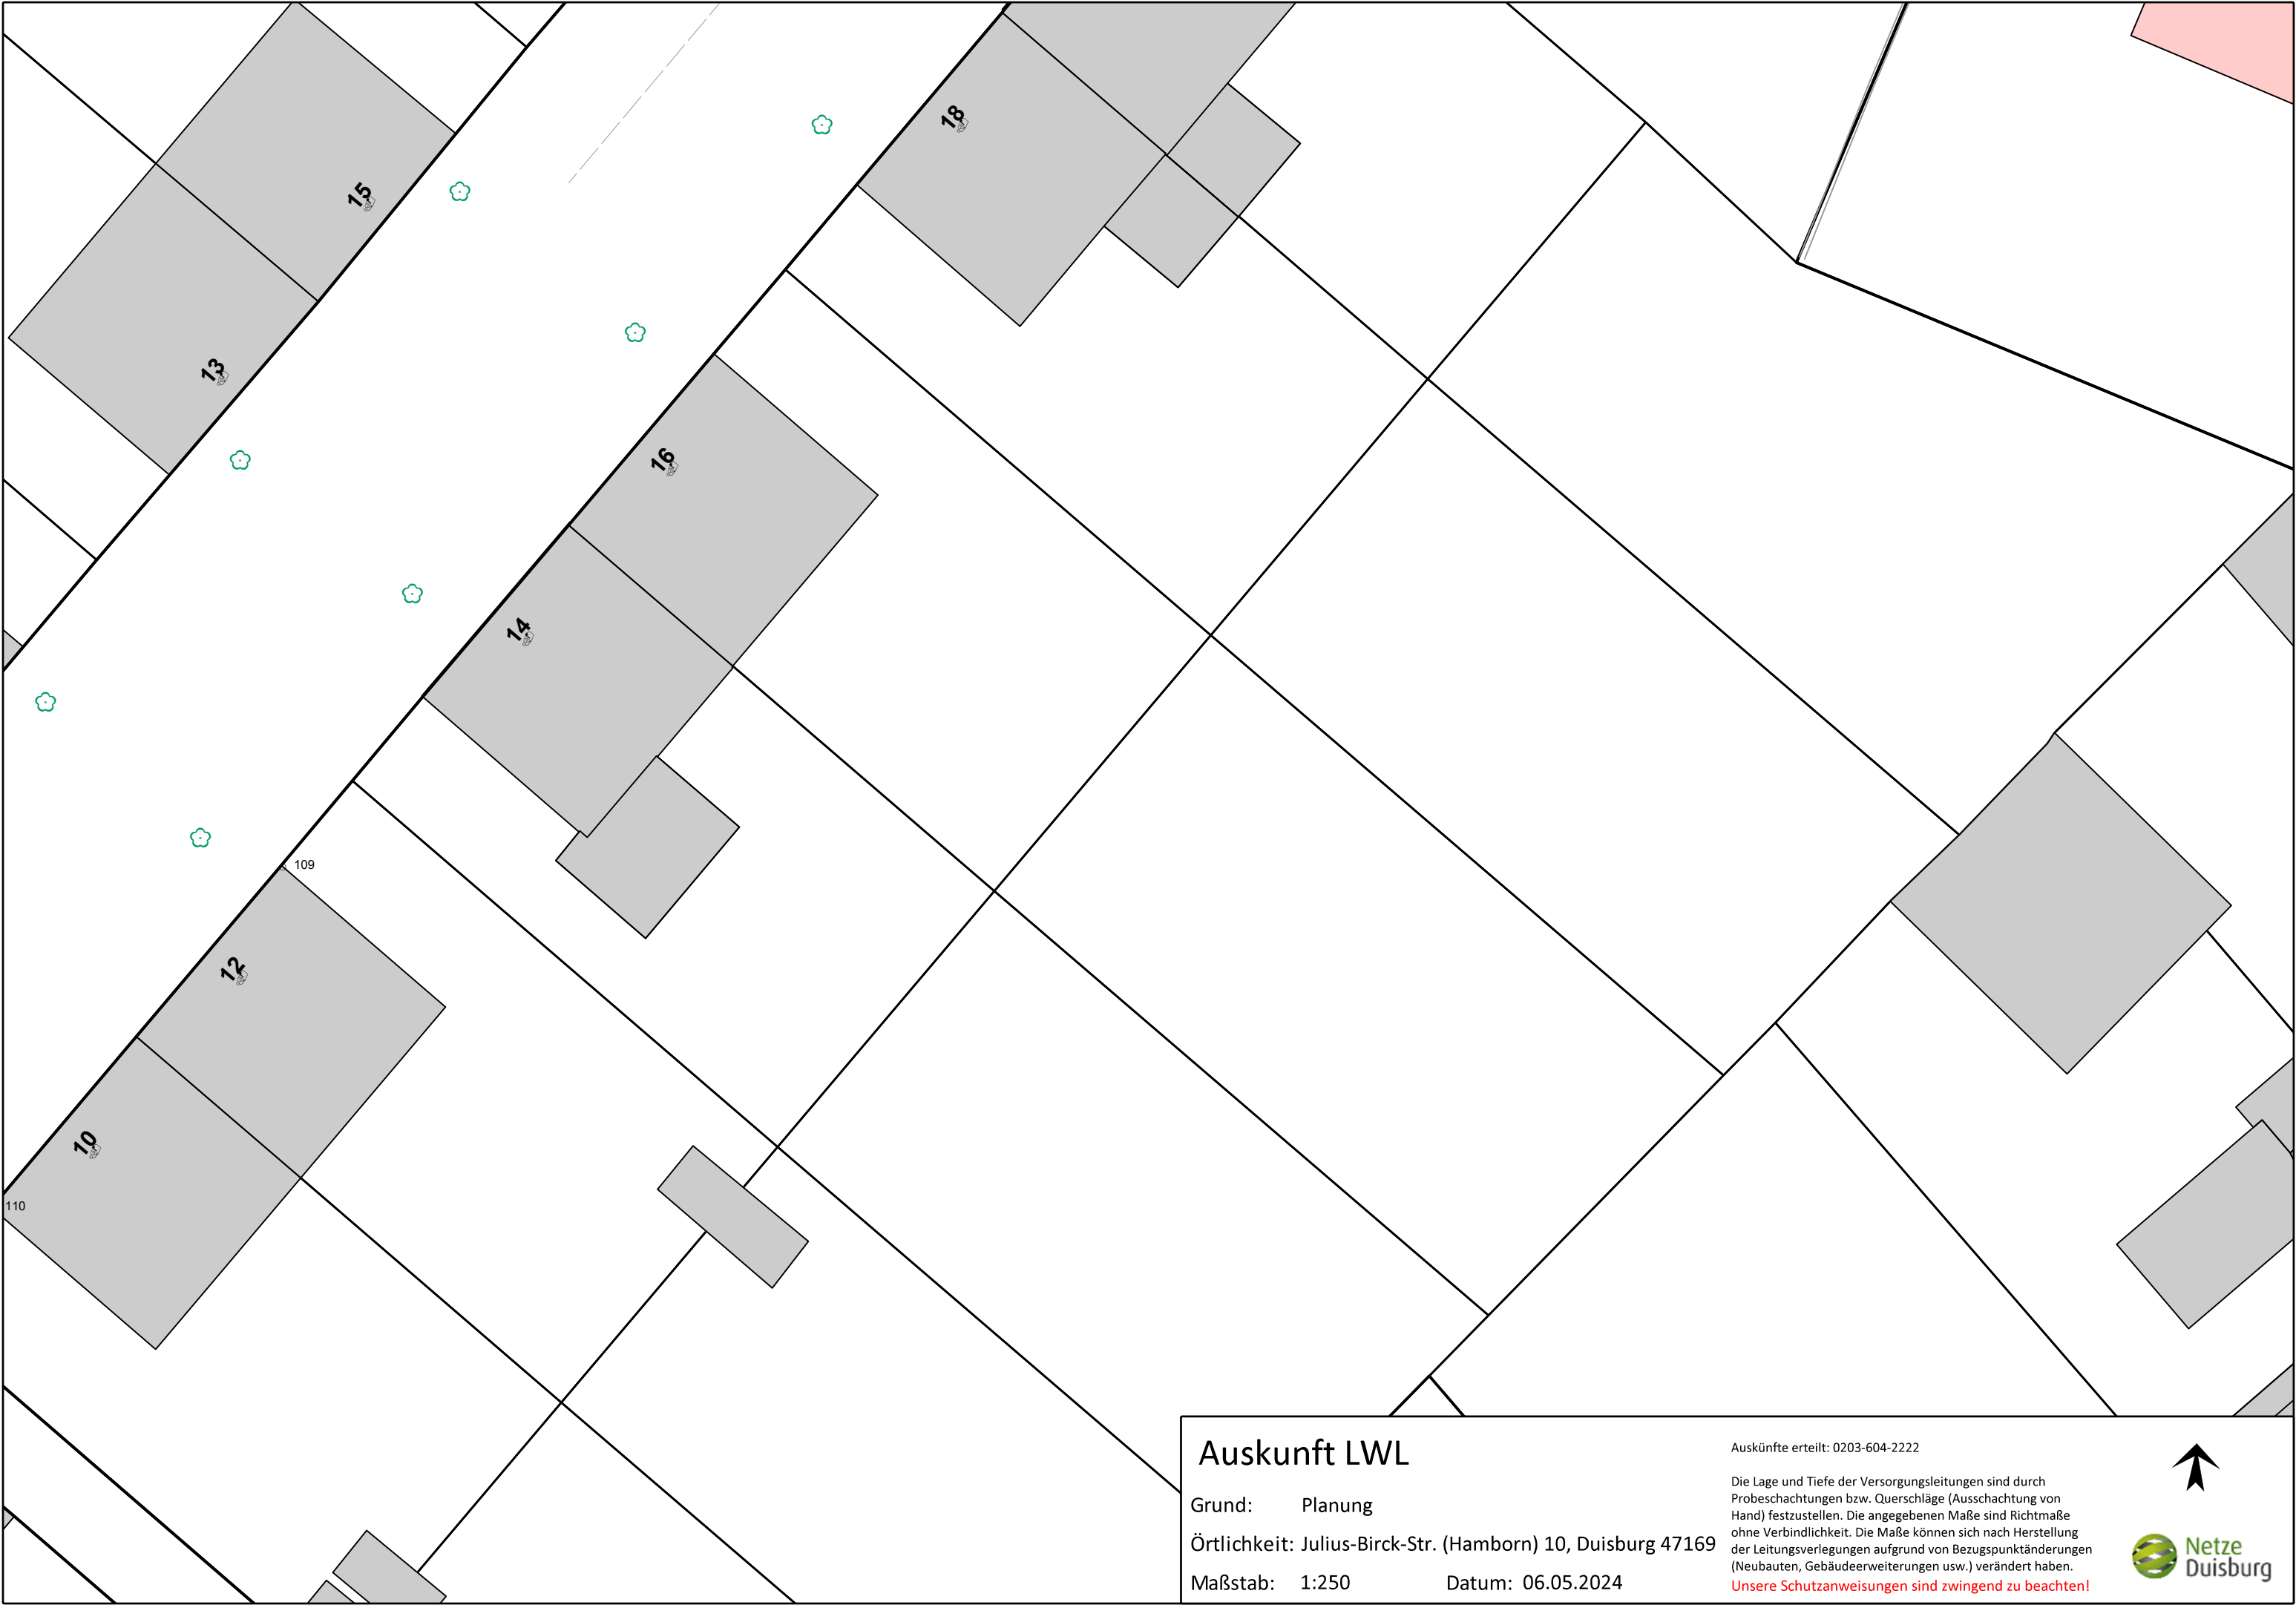 18
15
13
16
14
109
12
10
110
Auskunft LWL
Grund: Planung
Örtlichkeit: Julius-Birck-Str. (Hamborn) 10, Duisburg 47169
Maßstab: 1:250 Datum: 06.05.2024
Auskünfte erteilt: 0203-604-2222
Die Lage und Tiefe der Versorgungsleitungen sind durch
Probeschachtungen bzw. Querschläge (Ausschachtung von
Hand) festzustellen. Die angegebenen Maße sind Richtmaße
ohne Verbindlichkeit. Die Maße können sich nach Herstellung
der Leitungsverlegungen aufgrund von Bezugspunktänderungen
(Neubauten, Gebäudeerweiterungen usw.) verändert haben.
Unsere Schutzanweisungen sind zwingend zu beachten!
Netze
Duisburg